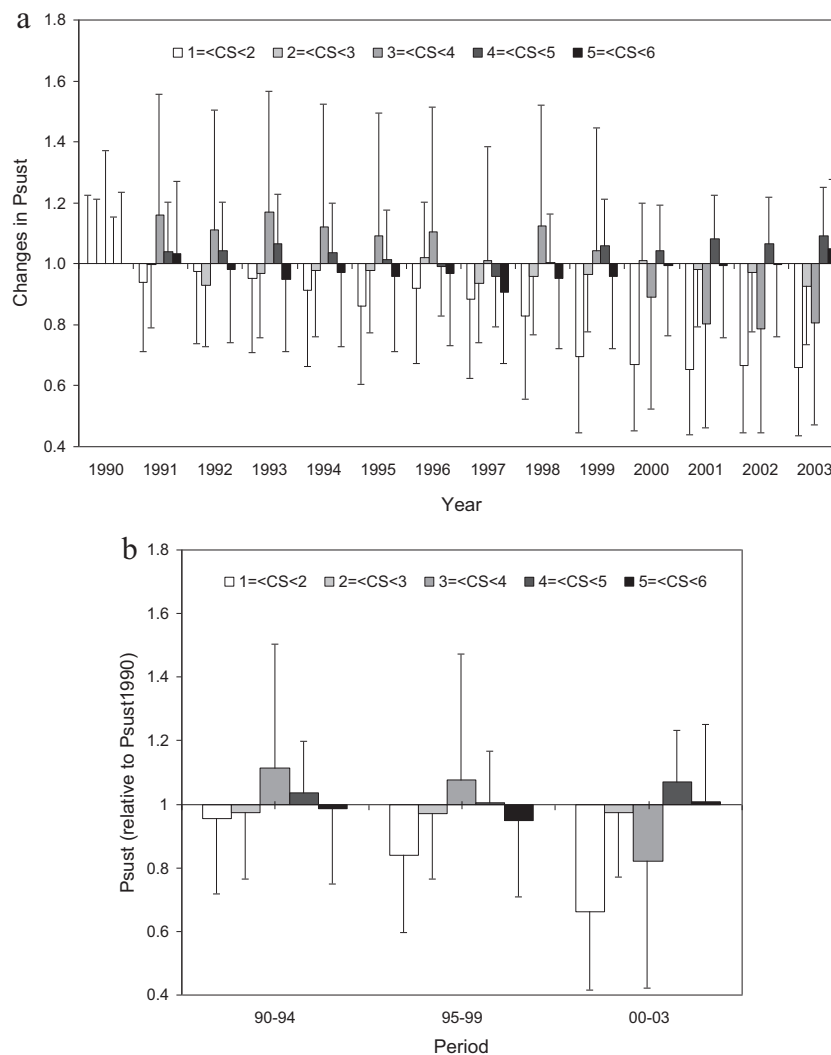 a
1.8
1=<CS<2 2=<CS<3 3=<CS<4 4=<CS<5 5=<CS<6
1.6
1.4
1.2
1.0
0.8
0.6
0.4
Changes in Psust
1990 1991 1992 1993 1994 1995 1996 1997 1998 1999 2000 2001 2002 2003
Year
b
1.8
1=<CS<2 2=<CS<3 3=<CS<4 4=<CS<5 5=<CS<6
1.6
1.4
1.2
1
0.8
0.6
0.4
Psust (relative to Psust1990)
90-94 95-99 00-03
Period